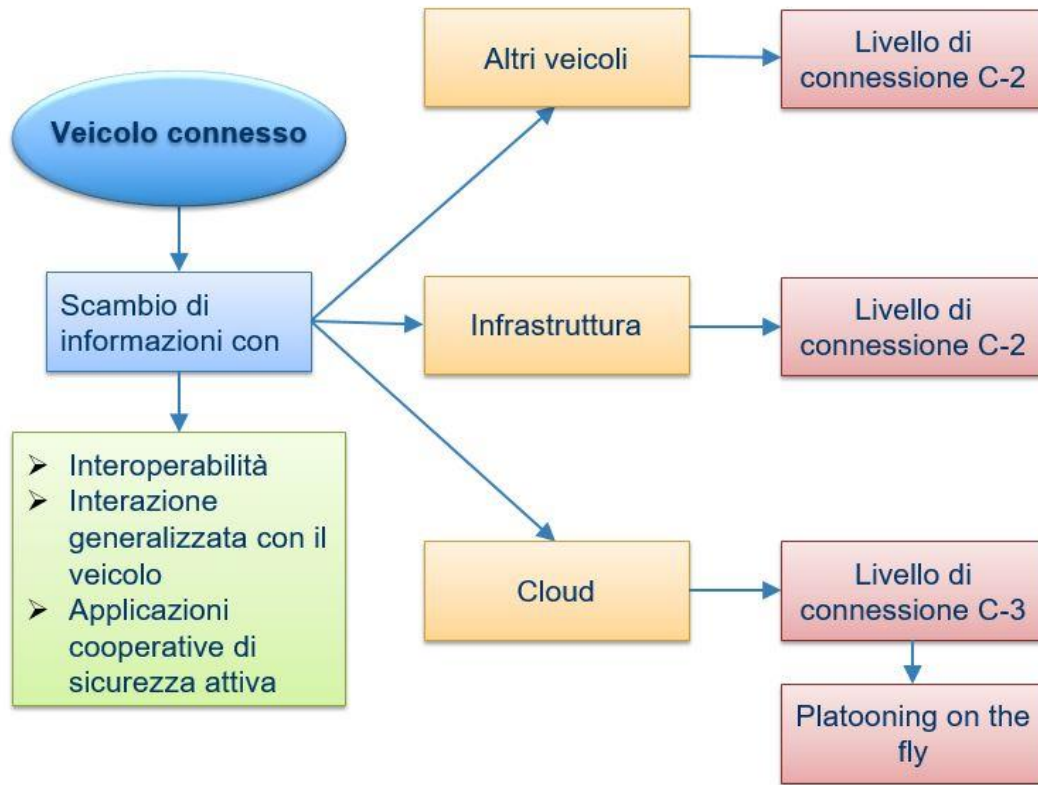 Veicolo connesso
Scambio di
informazioni con
➢ Interoperabilità
➢ Interazione
generalizzata con il
veicolo
➢ Applicazioni
cooperative di
sicurezza attiva
Altri veicoli
Livello di
connessione C-2
Infrastruttura
Livello di
connessione C-2
Cloud
Livello di
connessione C-3
Platooning on the
fly